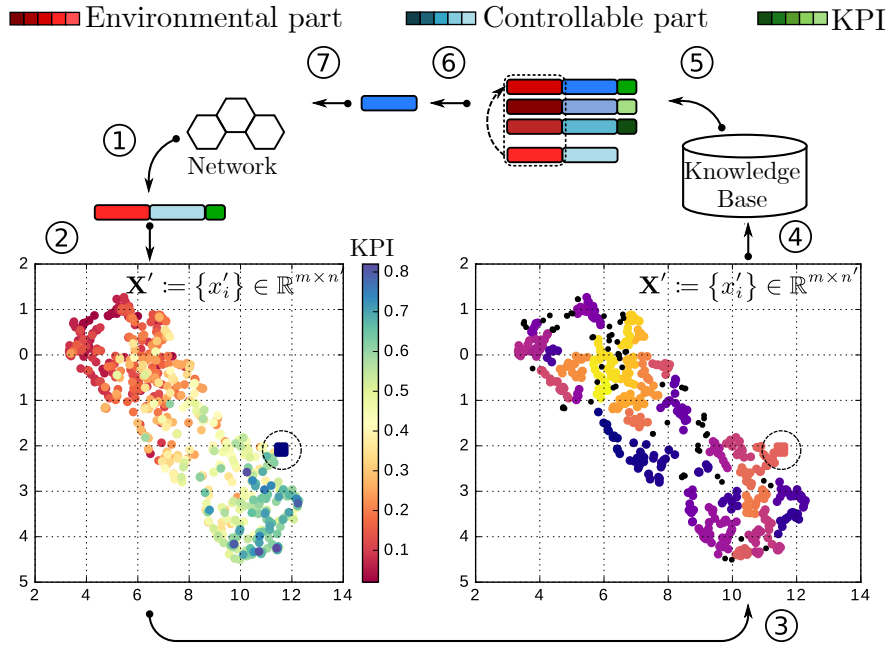 Environmental part Controllable part KPI
⑦ ⑥ ⑤
①
Network
Knowledge
Base
② ④
KPI
X′ := {x′ᵢ} ∈ ℝ^{m×n′}
2
1
0
1
2
3
4
5
2 4 6 8 10 12 14
0.8
0.7
0.6
0.5
0.4
0.3
0.2
0.1
X′ := {x′ᵢ} ∈ ℝ^{m×n′}
2
1
0
1
2
3
4
5
2 4 6 8 10 12 14
③